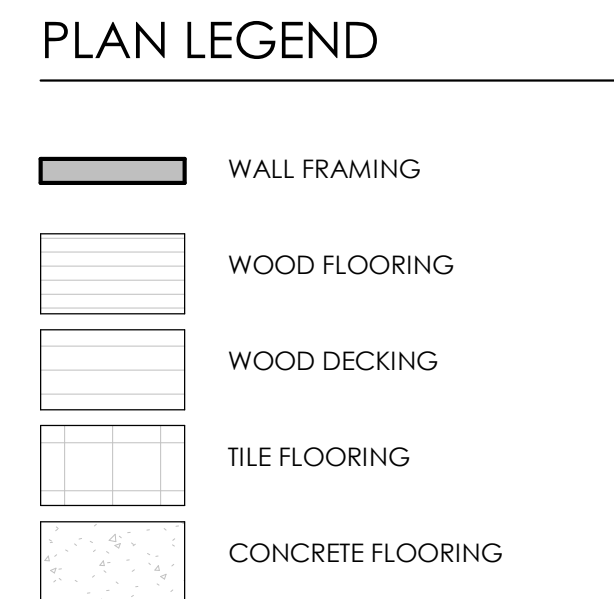 PLAN LEGEND
WALL FRAMING
WOOD FLOORING
WOOD DECKING
TILE FLOORING
CONCRETE FLOORING